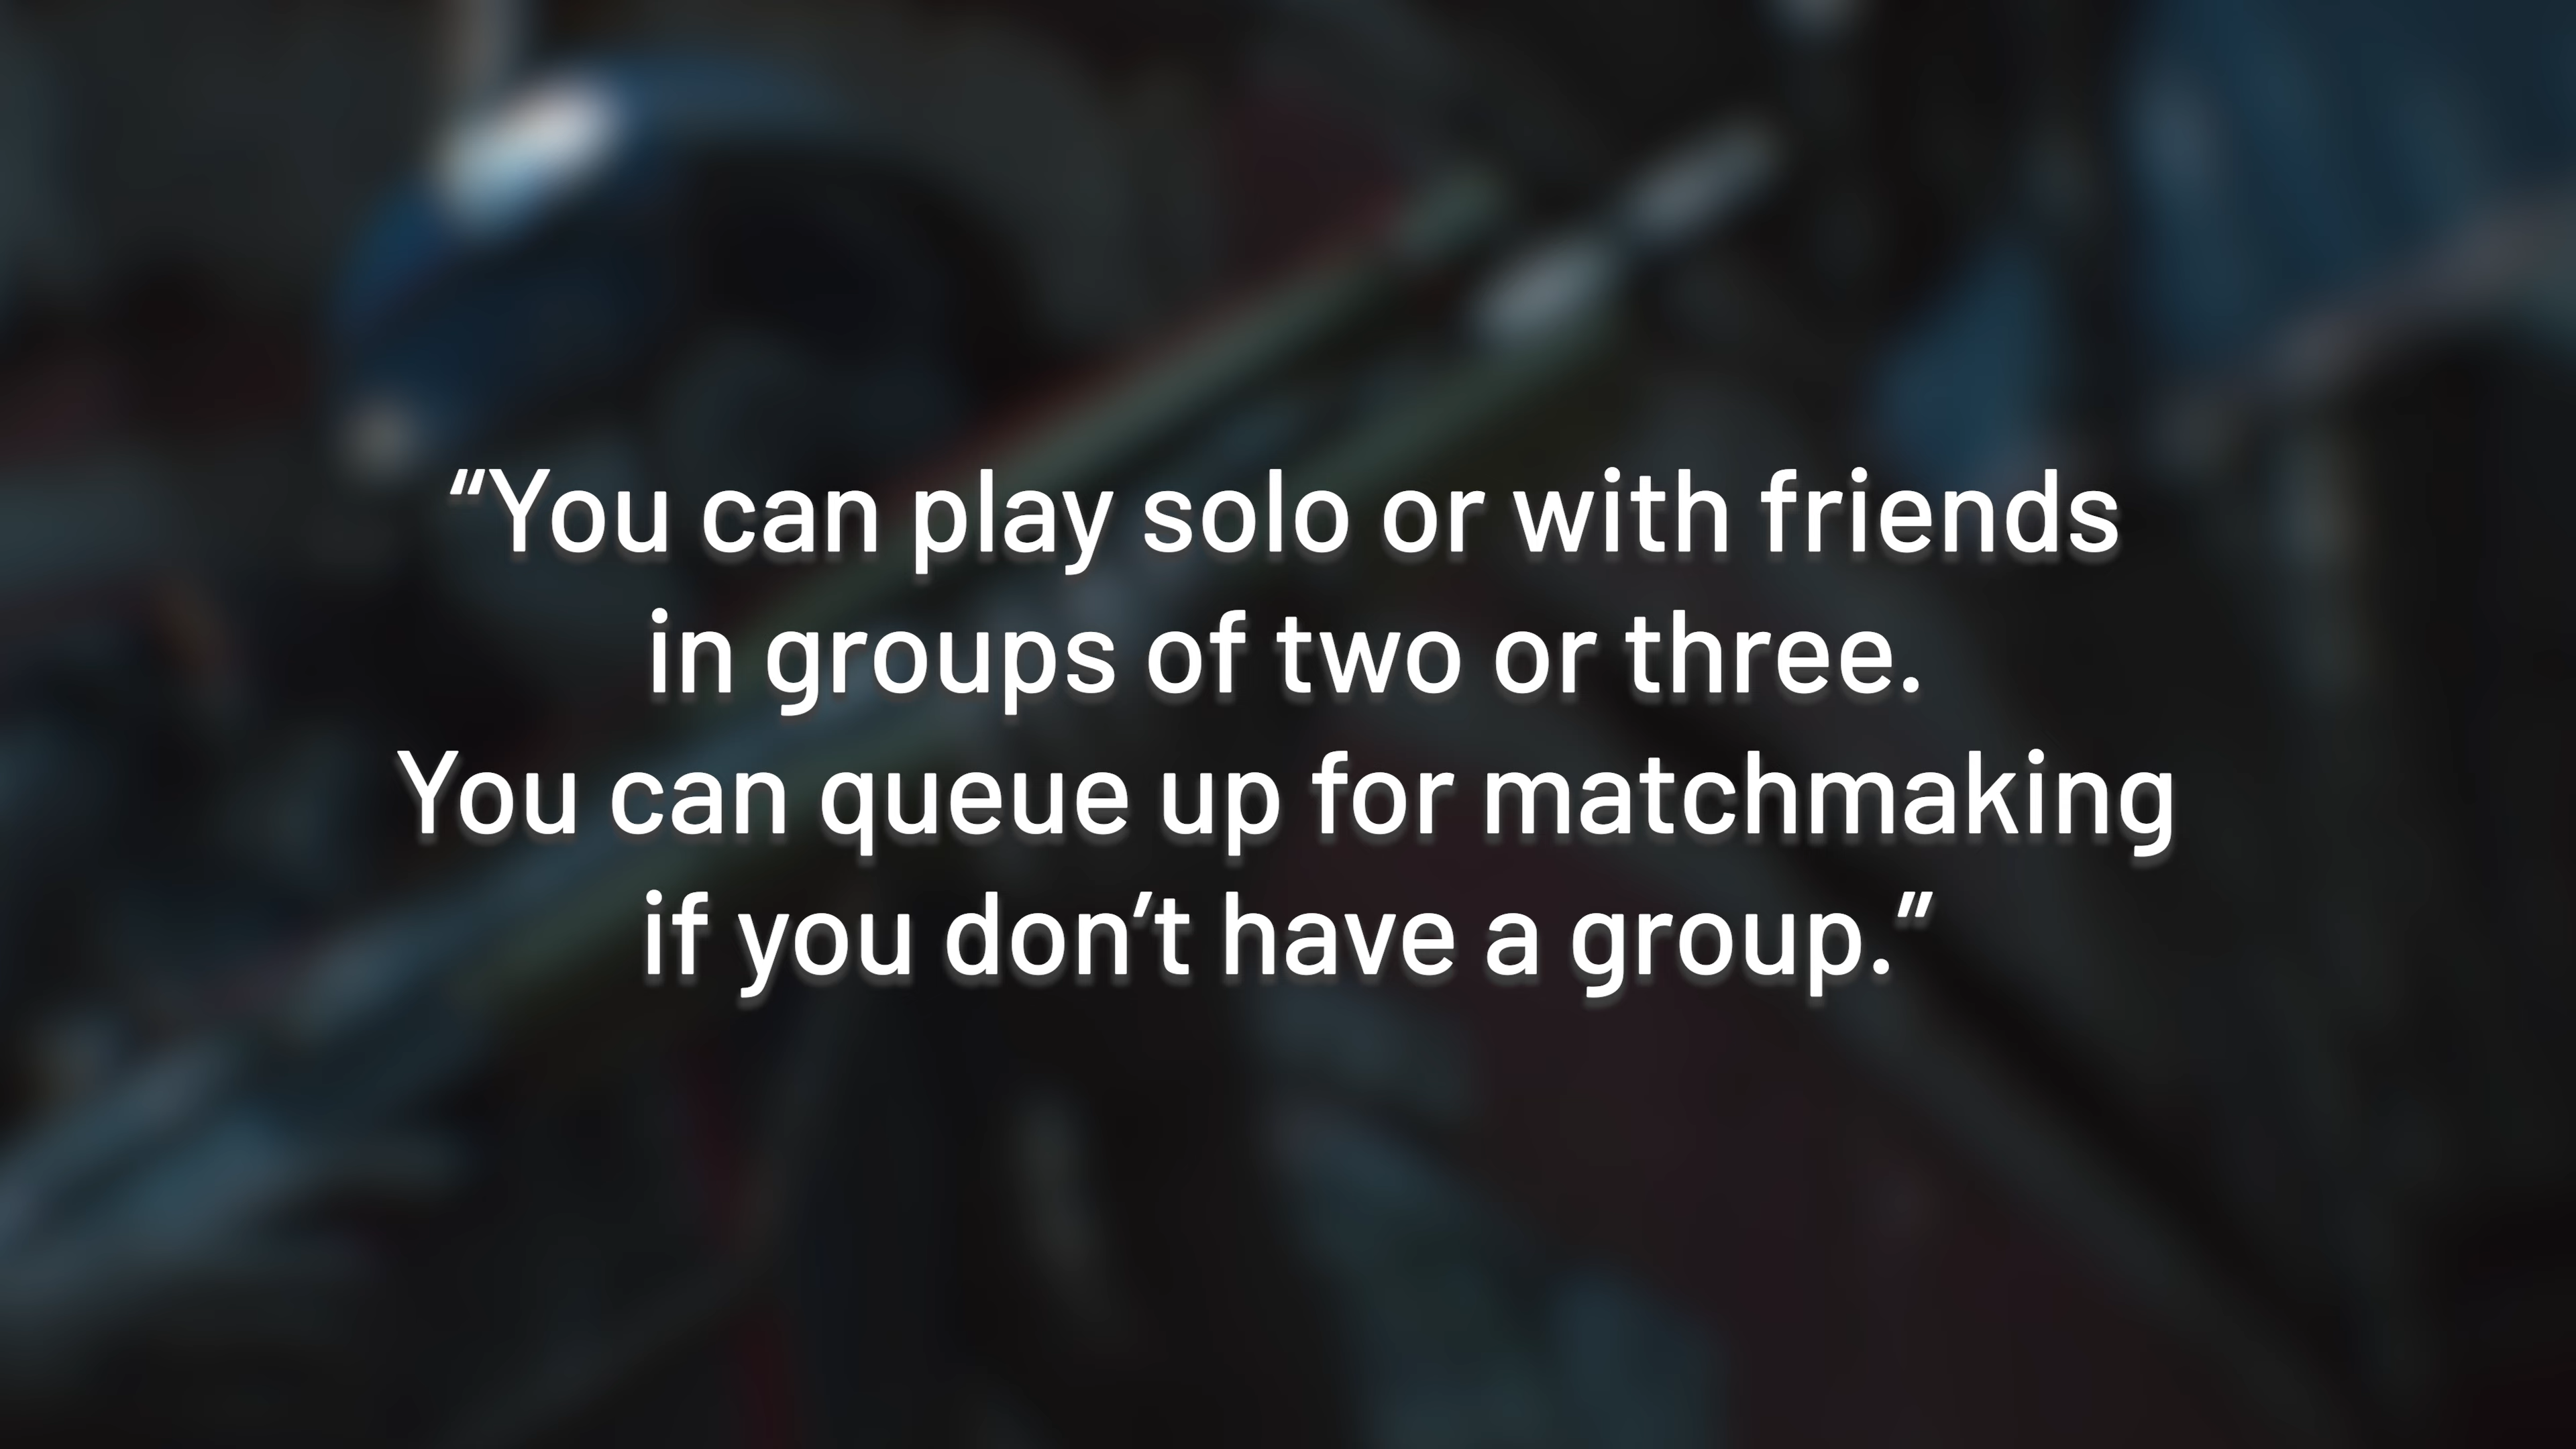 “You can play solo or with friends
in groups of two or three.
You can queue up for matchmaking
if you don’t have a group.”